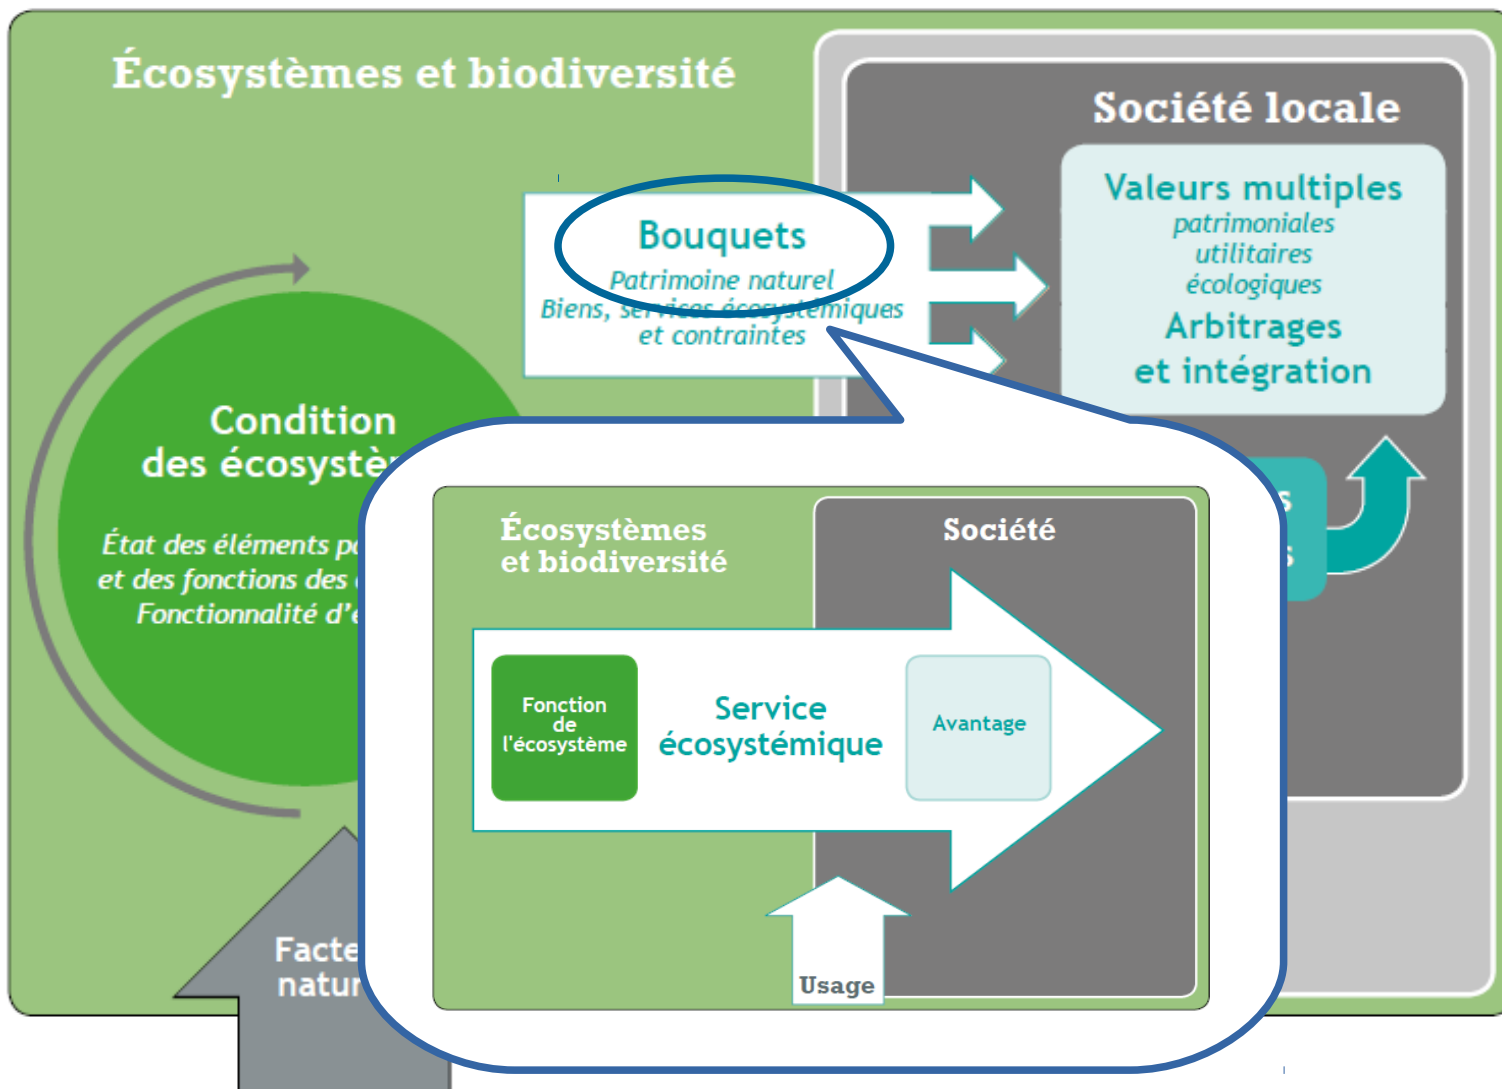 Écosystèmes et biodiversité
Société locale
Valeurs multiples
patrimoniales
utilitaires
écologiques
Arbitrages
et intégration
Bouquets
Patrimoine naturel
Biens, services écosystémiques
et contraintes
Condition
des écosystè
État des éléments
et des fonctions des
Fonctionnalité
Écosystèmes
et biodiversité
Société
Fonction
de
l'écosystème
Service
écosystémique
Avantage
Usage
Facte
natur